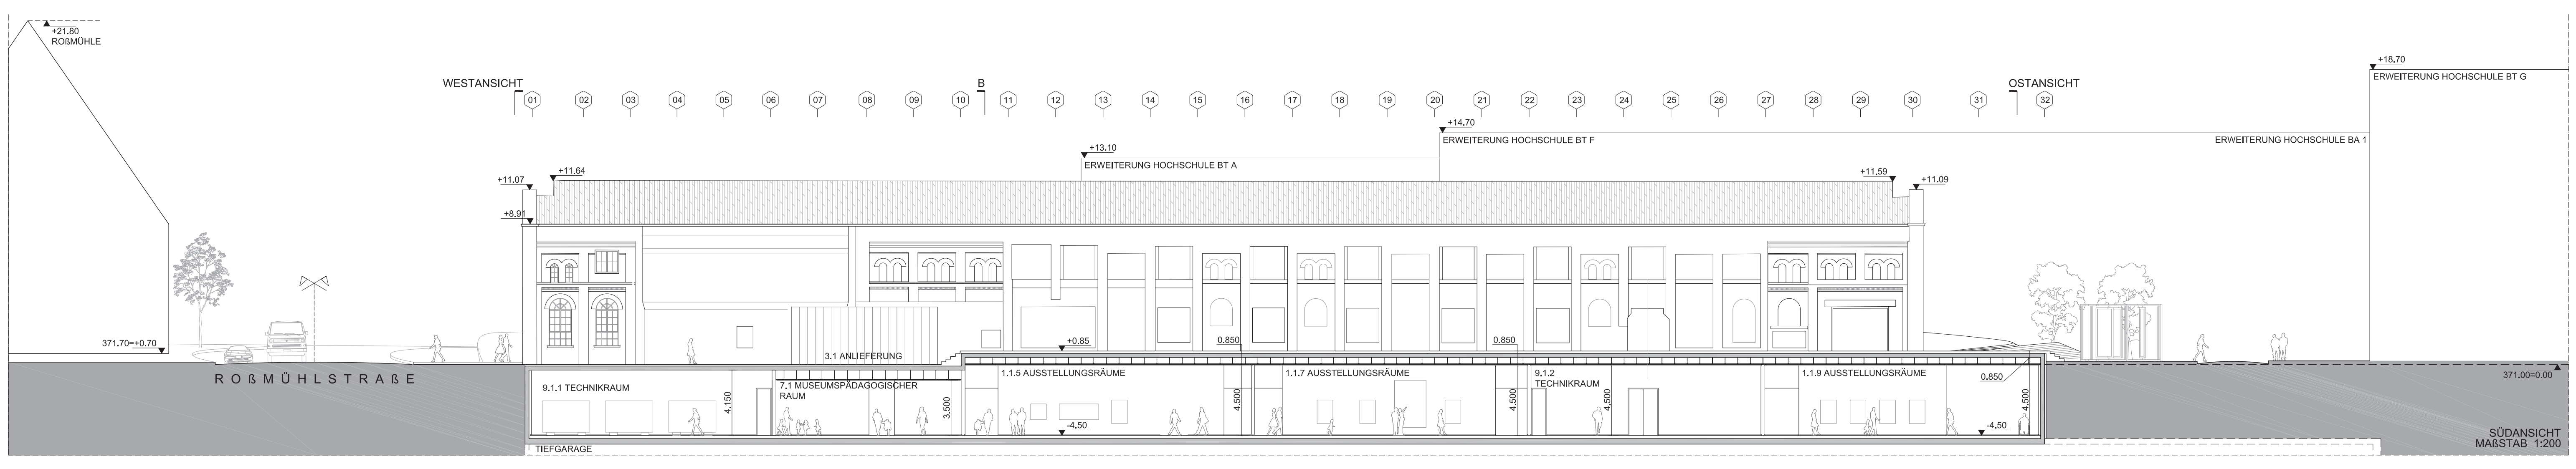 +21.80
ROßMÜHLE
+18.70
ERWEITERUNG HOCHSCHULE BT G
WESTANSICHT
B
OSTANSICHT
01 02 03 04 05 06 07 08 09 10 11 12 13 14 15 16 17 18 19 20 21 22 23 24 25 26 27 28 29 30 31 32
+14.70
ERWEITERUNG HOCHSCHULE BT F
ERWEITERUNG HOCHSCHULE BA 1
+13.10
ERWEITERUNG HOCHSCHULE BT A
+11.64
+11.59
+11.07
+11.09
+8.91
371.70=+0.70
+0.85
0.850
0.850
3.1 ANLIEFERUNG
ROßMÜHLSTRAßE
9.1.1 TECHNIKRAUM
7.1 MUSEUMSPÄDAGOGISCHER
RAUM
1.1.5 AUSSTELLUNGSRÄUME
1.1.7 AUSSTELLUNGSRÄUME
9.1,2
TECHNIKRAUM
1.1.9 AUSSTELLUNGSRÄUME
0.850
371.00=0.00
4,150
3,500
4,500
4,500
4,500
4,500
-4,50
-4,50
TIEFGARAGE
SÜDANSICHT
MAßSTAB 1:200